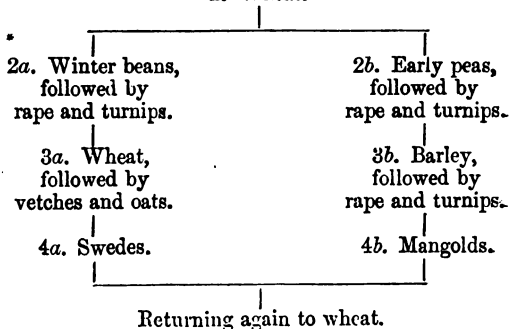 2a. Winter beans,
followed by
rape and turnips.
2b. Early peas,
followed by
rape and turnips.
3a. Wheat,
followed by
vetches and oats.
3b. Barley,
followed by
rape and turnips.
4a. Swedes.
4b. Mangolds.
Returning again to wheat.